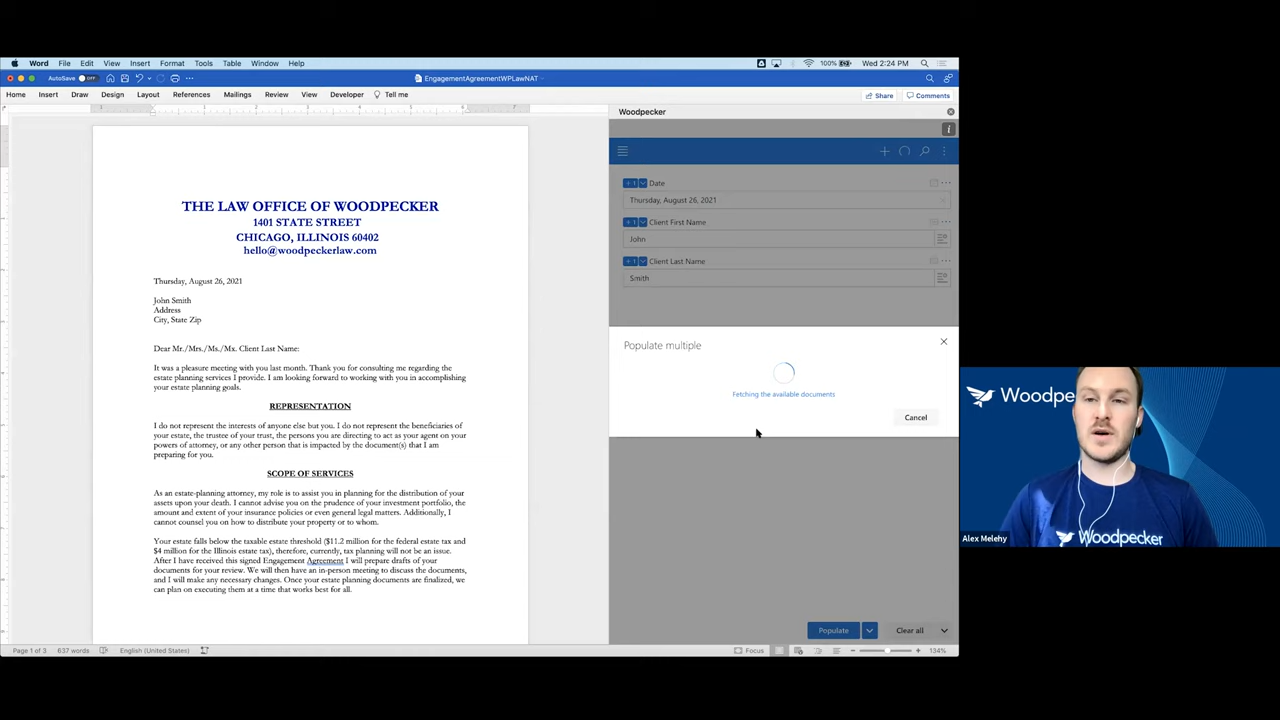 Word File Edit View Insert Format Tools Table Window Help
100% Wed 2:24 PM
AutoSave OFF
EngagementAgreementWPLawNAT
Home Insert Draw Design Layout References Mailings Review View Developer Tell me
Share Comments
Woodpecker
THE LAW OFFICE OF WOODPECKER
1401 STATE STREET
CHICAGO, ILLINOIS 60402
hello@woodpeckerlaw.com
Thursday, August 26, 2021
John Smith
Address
City, State Zip
Dear Mr./Mrs./Ms./Mx. Client Last Name:
It was a pleasure meeting with you last month. Thank you for consulting me regarding the
estate planning services I provide. I am looking forward to working with you in accomplishing
your estate planning goals.
REPRESENTATION
I do not represent the interests of anyone else but you. I do not represent the beneficiaries of
your estate, the trustee of your trust, the persons you are directing to act as your agent on your
powers of attorney, or any other person that is impacted by the document(s) that I am
preparing for you.
SCOPE OF SERVICES
As an estate-planning attorney, my role is to assist you in planning for the distribution of your
assets upon your death. I cannot advise you on the prudence of your investment portfolio, the
amount and extent of your insurance policies or even general legal matters. Additionally, I
cannot counsel you on how to distribute your property or to whom.
Your estate falls below the taxable estate threshold ($11.2 million for the federal estate tax and
$4 million for the Illinois estate tax), therefore, currently, tax planning will not be an issue.
After I have received this signed Engagement Agreement I will prepare drafts of your
documents for your review. We will then have an in-person meeting to discuss the documents,
and I will make any necessary changes. Once your estate planning documents are finalized, we
can plan on executing them at a time that works best for all.
+ 1 Date
Thursday, August 26, 2021
+ 1 Client First Name
John
+ 1 Client Last Name
Smith
Populate multiple
Fetching the available documents
Cancel
Populate Clear all
Page 1 of 3 637 words English (United States)
Focus 134%
Woodpe
Woodpecker
Alex Melehy